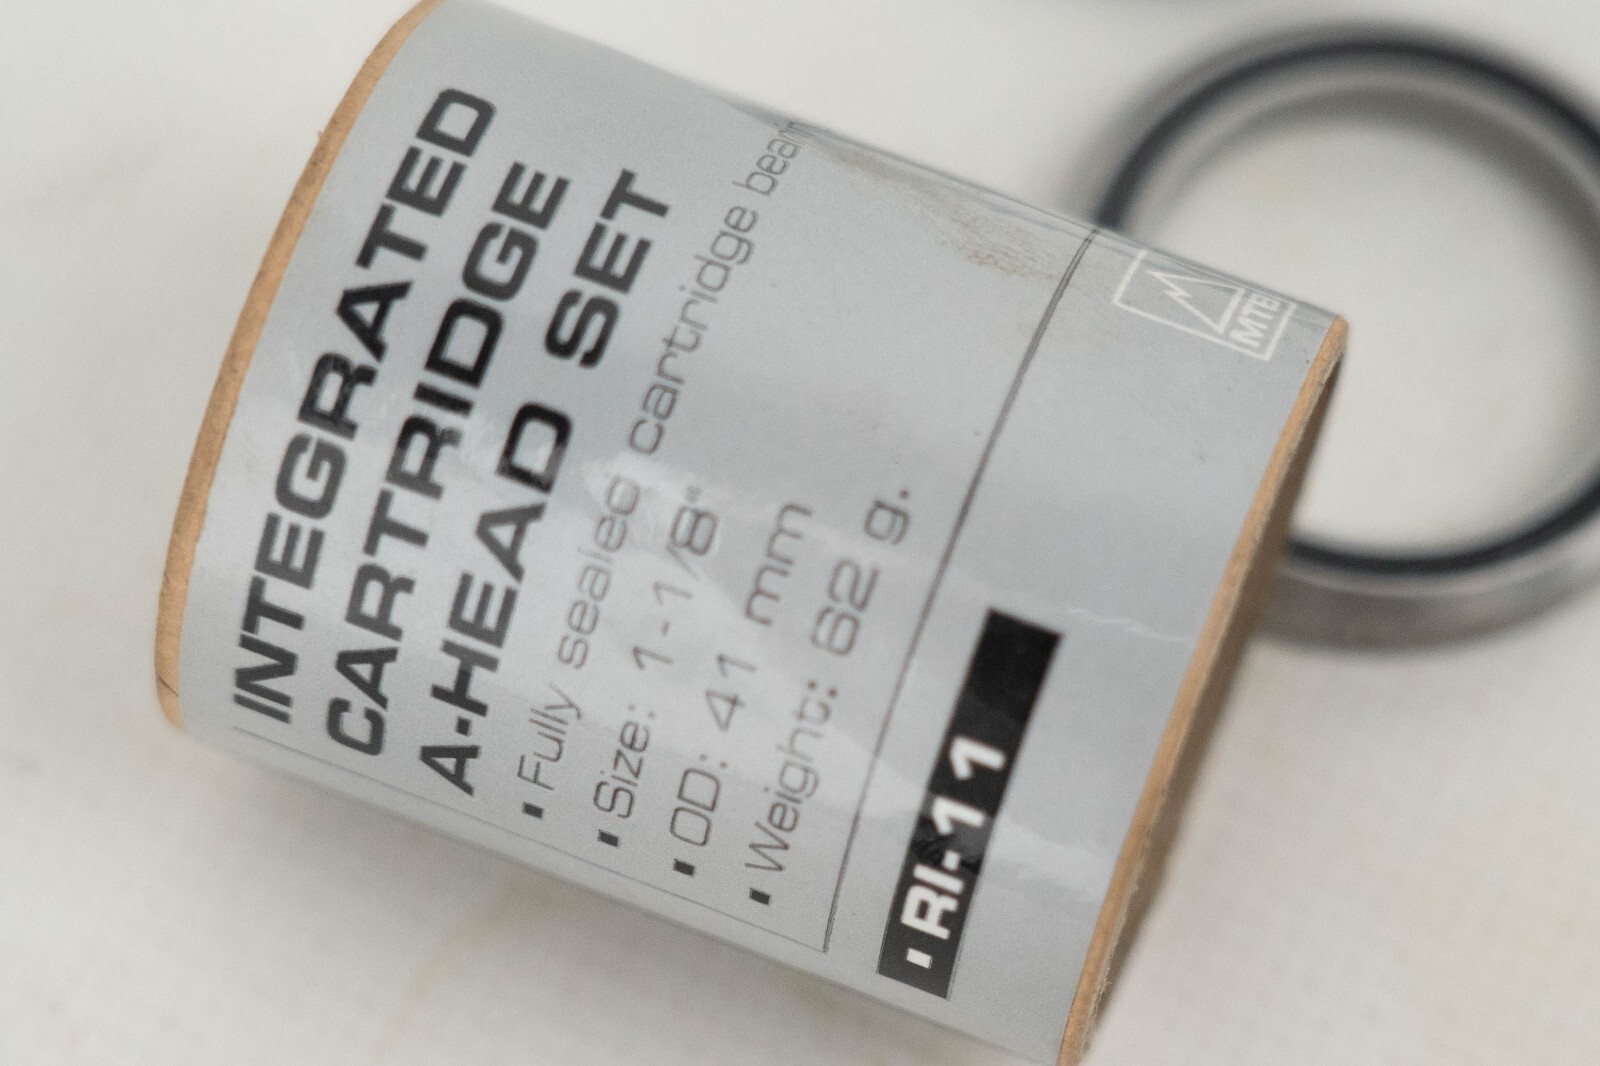 INTEGRATED
CARTRIDGE
A-HEAD SET
▪ Fully sealed cartridge
▪ Size: 1-1/8"
▪ OD: 41 mm
▪ Weight: 62 g.
▪ RI-11
MTB